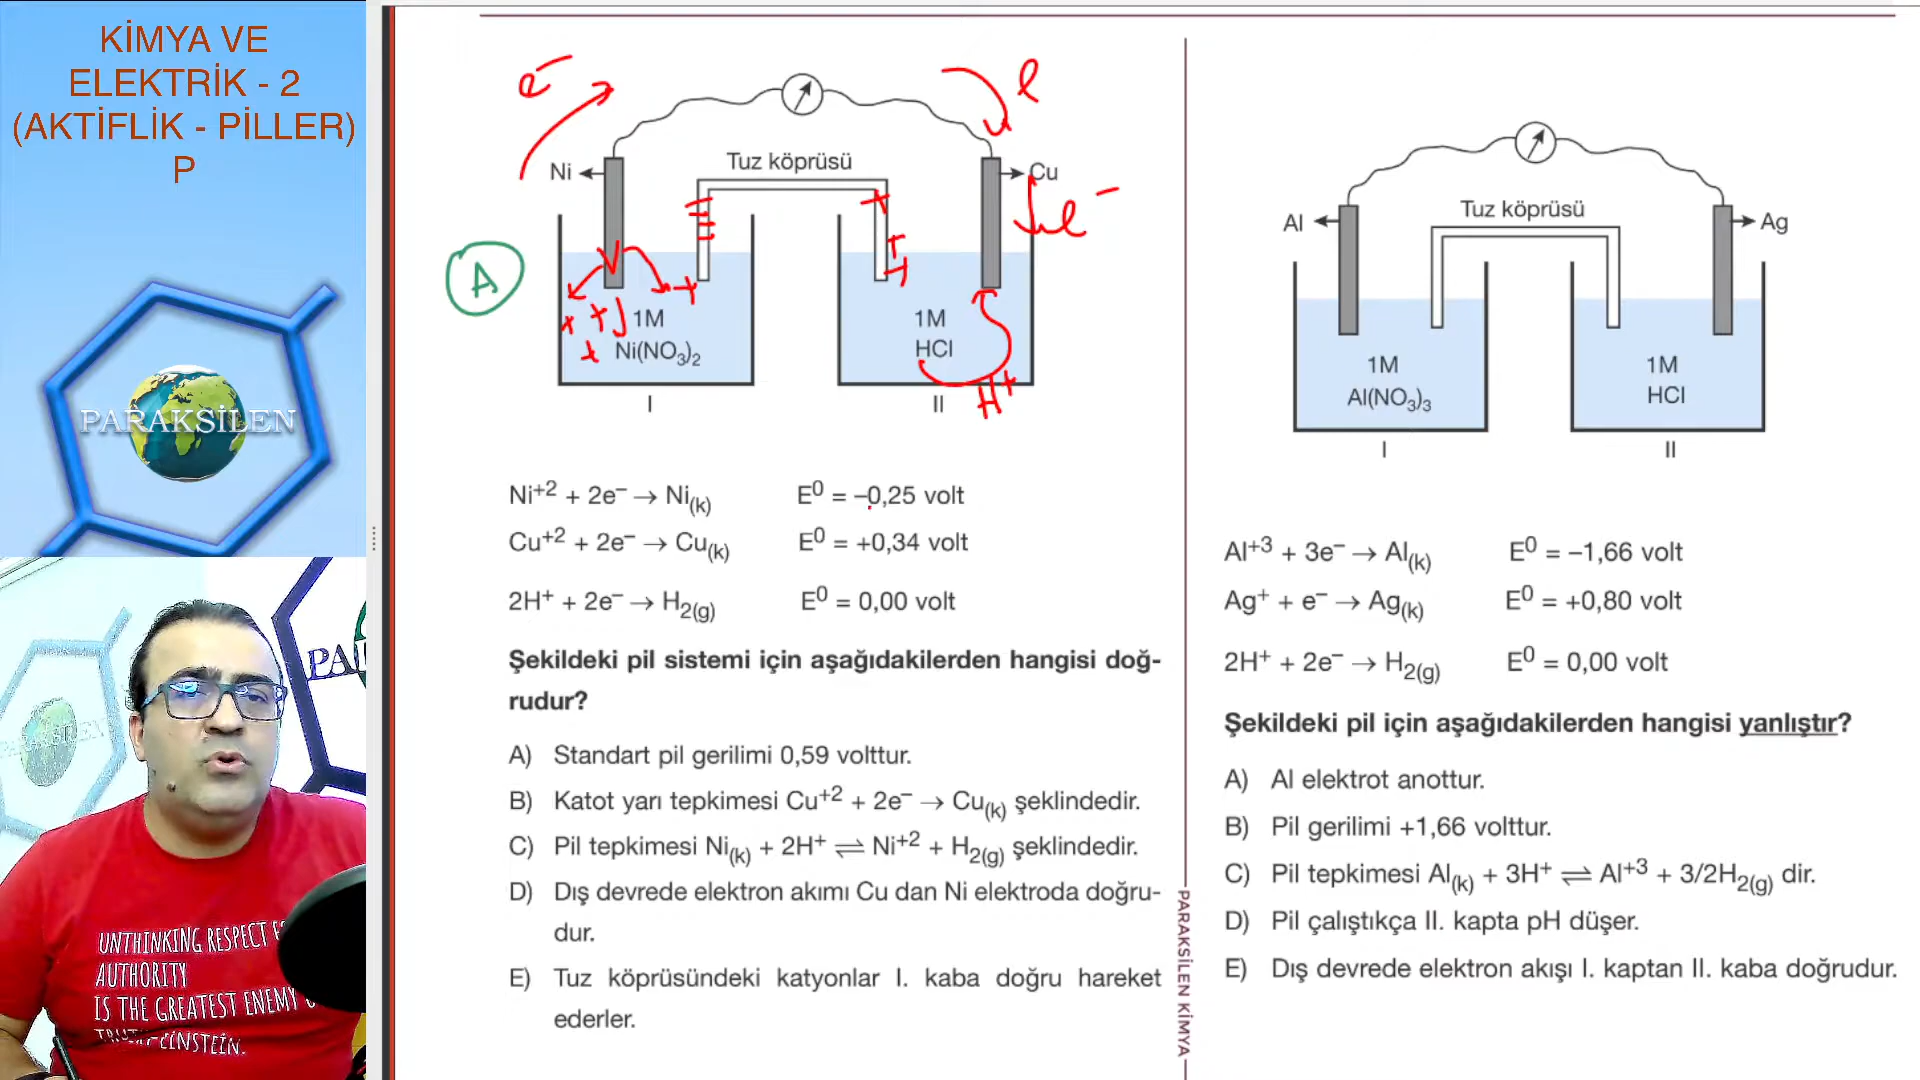 KİMYA VE
ELEKTRİK - 2
(AKTİFLİK - PİLLER)
P
PARAKSİLEN
PA
UNTHINKING RESPECT F
AUTHORITY
IS THE GREATEST ENEMY
EINSTEIN.
e⁻
e
Ni
Tuz köprüsü
Cu
e⁻
A
1M
Ni(NO₃)₂
1M
HCl
H⁺
I
II
Ni⁺² + 2e⁻ → Ni(k) E⁰ = –0,25 volt
Cu⁺² + 2e⁻ → Cu(k) E⁰ = +0,34 volt
2H⁺ + 2e⁻ → H₂(g) E⁰ = 0,00 volt
Şekildeki pil sistemi için aşağıdakilerden hangisi doğ-
rudur?
A) Standart pil gerilimi 0,59 volttur.
B) Katot yarı tepkimesi Cu⁺² + 2e⁻ → Cu(k) şeklindedir.
C) Pil tepkimesi Ni(k) + 2H⁺ ⇌ Ni⁺² + H₂(g) şeklindedir.
D) Dış devrede elektron akımı Cu dan Ni elektroda doğru-
dur.
E) Tuz köprüsündeki katyonlar I. kaba doğru hareket
ederler.
PARAKSİLEN KİMYA
Al
Tuz köprüsü
Ag
1M
Al(NO₃)₃
1M
HCl
I
II
Al⁺³ + 3e⁻ → Al(k) E⁰ = –1,66 volt
Ag⁺ + e⁻ → Ag(k) E⁰ = +0,80 volt
2H⁺ + 2e⁻ → H₂(g) E⁰ = 0,00 volt
Şekildeki pil için aşağıdakilerden hangisi yanlıştır?
A) Al elektrot anottur.
B) Pil gerilimi +1,66 volttur.
C) Pil tepkimesi Al(k) + 3H⁺ ⇌ Al⁺³ + 3/2H₂(g) dir.
D) Pil çalıştıkça II. kapta pH düşer.
E) Dış devrede elektron akışı I. kaptan II. kaba doğrudur.